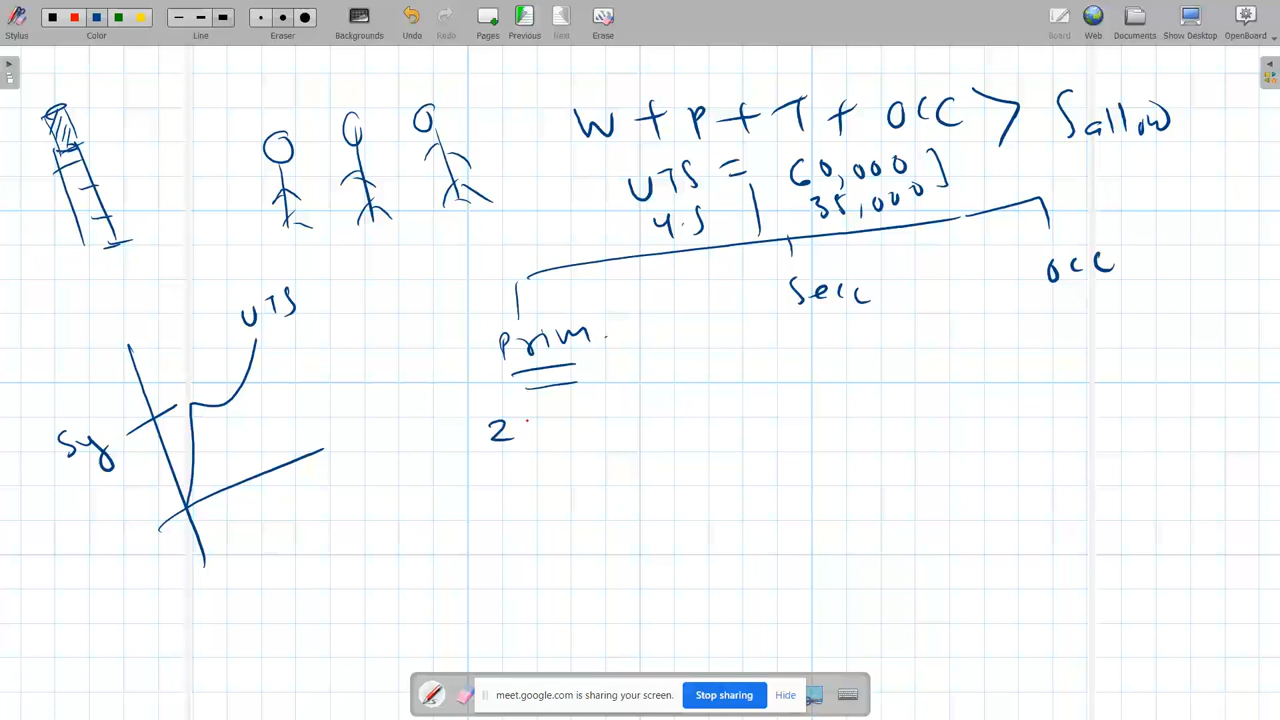 Stylus
Color
Line
Eraser
Backgrounds
Undo
Redo
Pages
Previous
Next
Erase
Board
Web
Documents
Show Desktop
OpenBoard
W + P + T + OCC > Sallow
UTS = 60,000]
4.5 35,000
OCC
Secc
UTS
Prim.
Sy
2
meet.google.com is sharing your screen.
Stop sharing
Hide